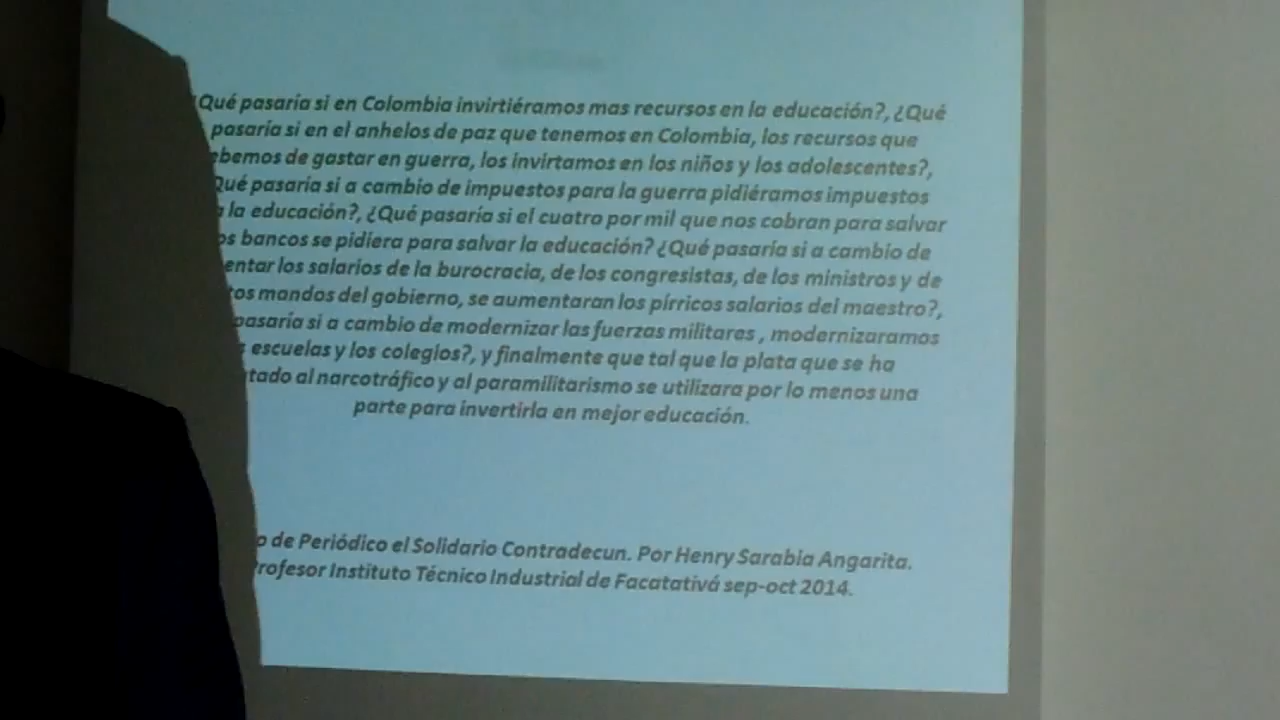 ¿Qué pasaría si en Colombia invirtiéramos mas recursos en la educación?, ¿Qué
pasaría si en el anhelos de paz que tenemos en Colombia, los recursos que
de gastar en guerra, los invirtamos en los niños y los adolescentes?,
Qué pasaría si a cambio de impuestos para la guerra pidiéramos impuestos
a la educación?, ¿Qué pasaría si el cuatro por mil que nos cobran para salvar
os bancos se pidiera para salvar la educación? ¿Qué pasaría si a cambio de
entar los salarios de la burocracia, de los congresistas, de los ministros y de
tos mandos del gobierno, se aumentaran los pírricos salarios del maestro?,
pasaría si a cambio de modernizar las fuerzas militares , modernizaramos
s escuelas y los colegios?, y finalmente que tal que la plata que se ha
tado al narcotráfico y al paramilitarismo se utilizara por lo menos una
parte para invertirla en mejor educación.
o de Periódico el Solidario Contradecun. Por Henry Sarabia Angarita.
Profesor Instituto Técnico Industrial de Facatativá sep-oct 2014.